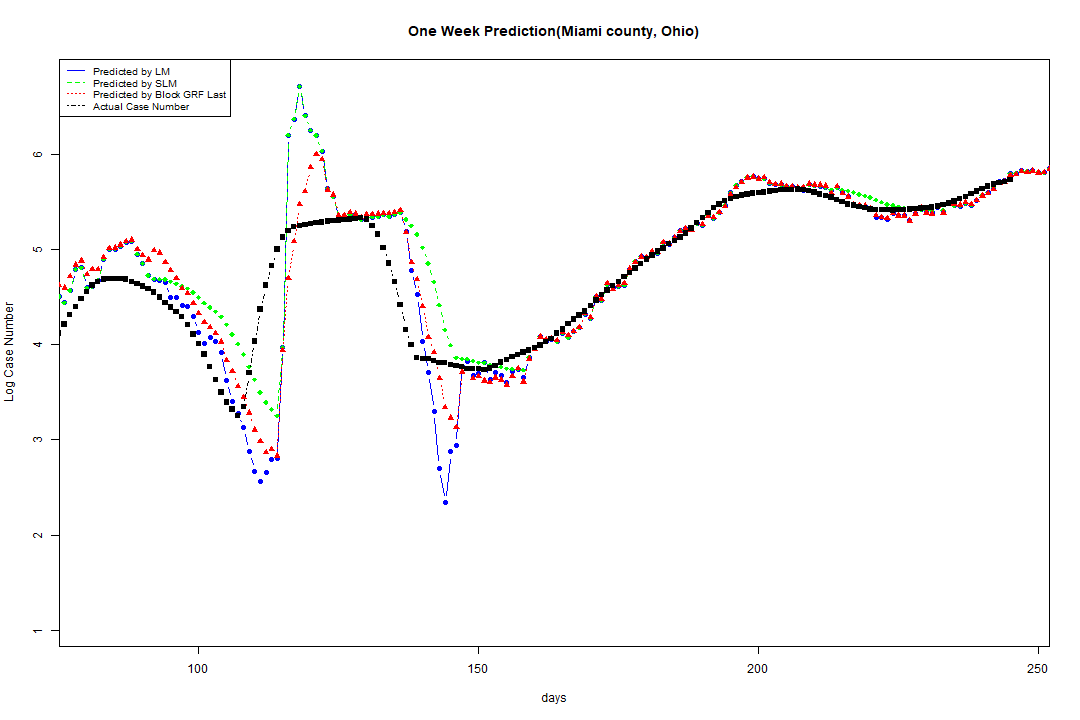 One Week Prediction(Miami county, Ohio)
Predicted by LM
Predicted by SLM
Predicted by Block GRF Last
Actual Case Number
6
5
4
3
2
1
Log Case Number
100 150 200 250
days